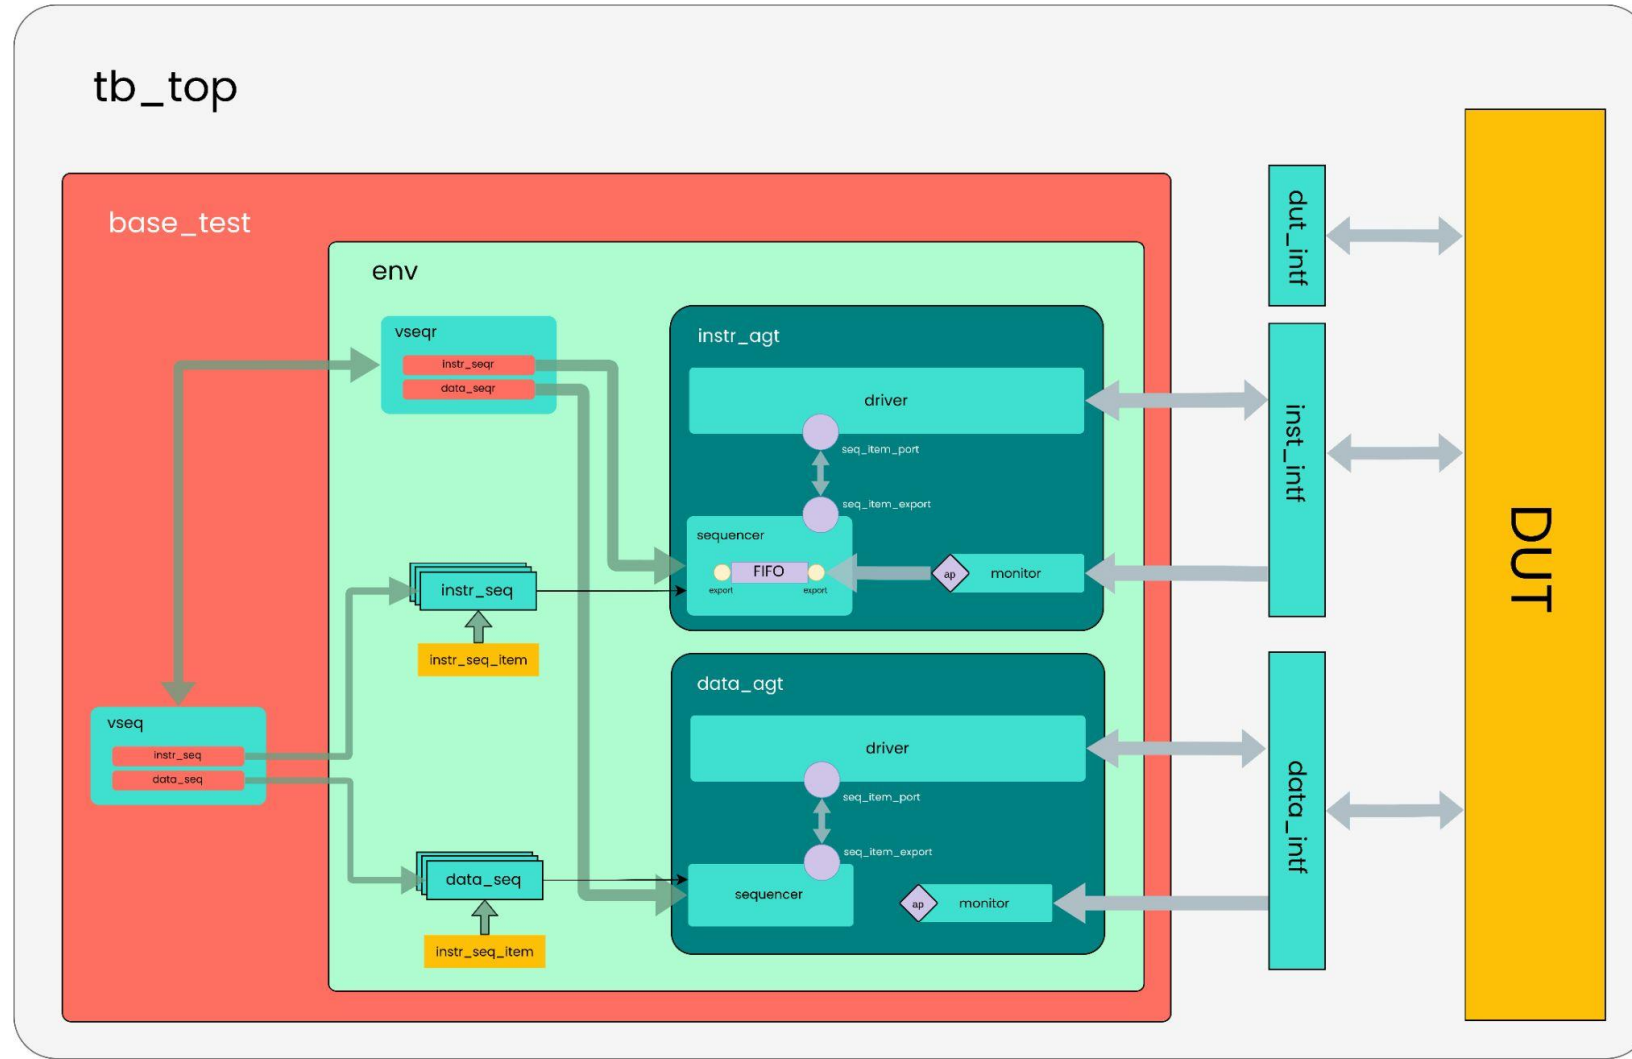 tb_top
base_test
env
vseqr
instr_seqr
data_seqr
instr_agt
driver
seq_item_port
seq_item_export
sequencer
FIFO
export
export
ap
monitor
instr_seq
instr_seq_item
vseq
instr_seq
data_seq
data_seq
instr_seq_item
data_agt
driver
seq_item_port
seq_item_export
sequencer
ap
monitor
dut_intf
inst_intf
data_intf
DUT